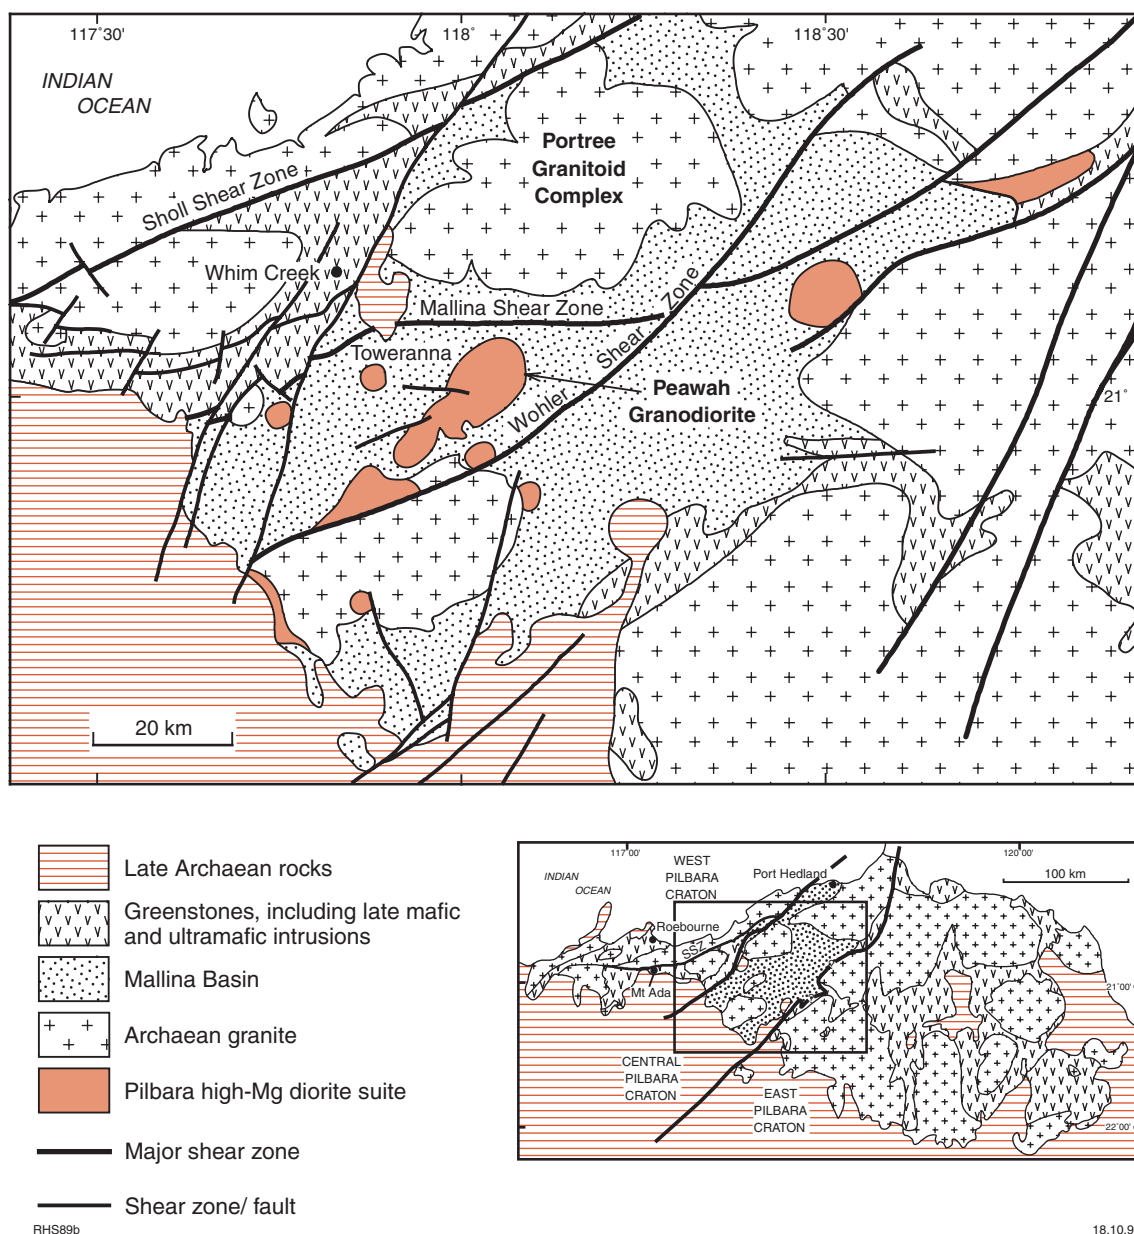 117°30'
118°
118°30'
INDIAN
OCEAN
Portree
Granitoid
Complex
Sholl Shear Zone
Whim Creek
Mallina Shear Zone
Wohler Shear Zone
Toweranna
Peawah
Granodiorite
21°
20 km
Late Archaean rocks
Greenstones, including late mafic
and ultramafic intrusions
Mallina Basin
Archaean granite
Pilbara high-Mg diorite suite
Major shear zone
Shear zone/ fault
RHS89b
117°00'
120°00'
INDIAN
OCEAN
WEST
PILBARA
CRATON
Port Hedland
100 km
Roebourne
SSZ
Mt Ada
21°00'
CENTRAL
PILBARA
CRATON
EAST
PILBARA
CRATON
22°00'
18.10.9